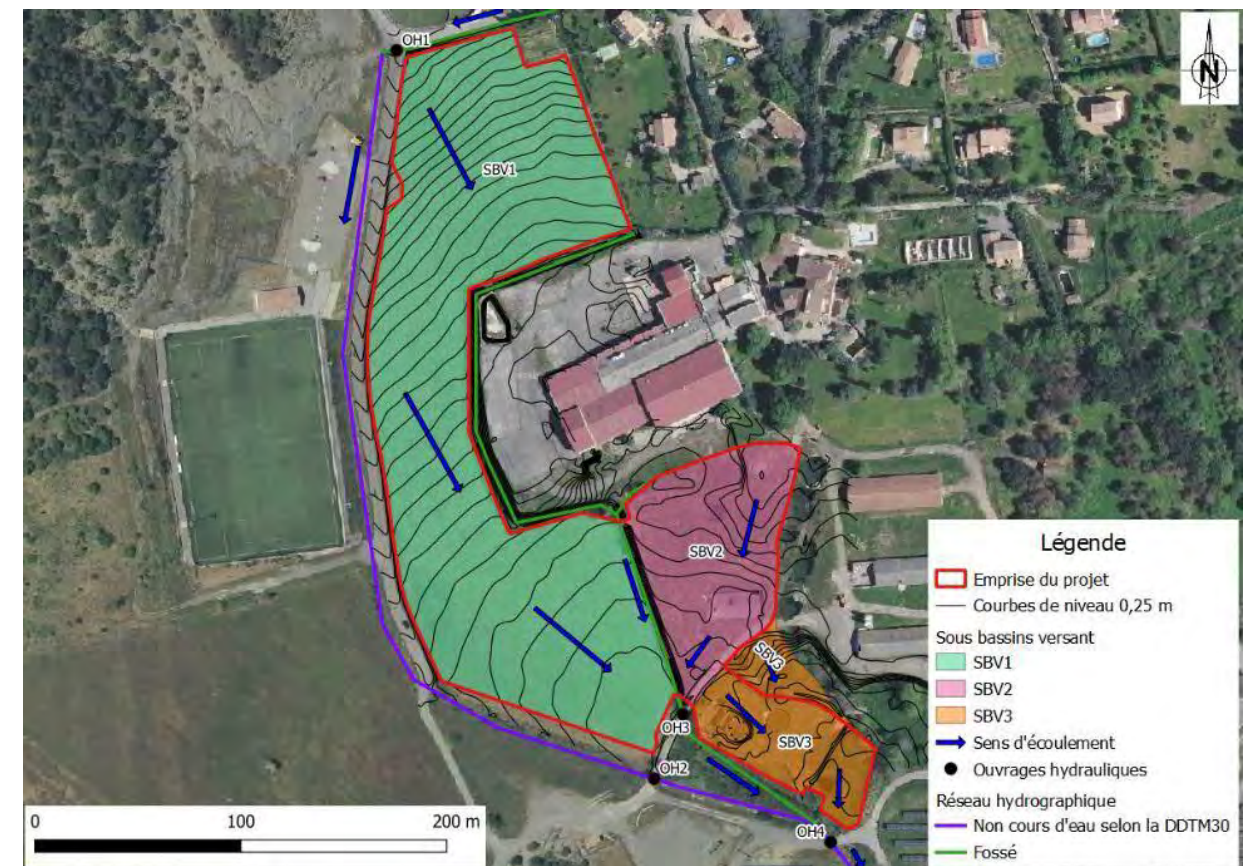 OH1
N
SBV1
SBV2
SBV3
SBV3
OH3
OH2
OH4
0 100 200 m
Légende
Emprise du projet
Courbes de niveau 0,25 m
Sous bassins versant
SBV1
SBV2
SBV3
Sens d'écoulement
Ouvrages hydrauliques
Réseau hydrographique
Non cours d'eau selon la DDTM30
Fossé